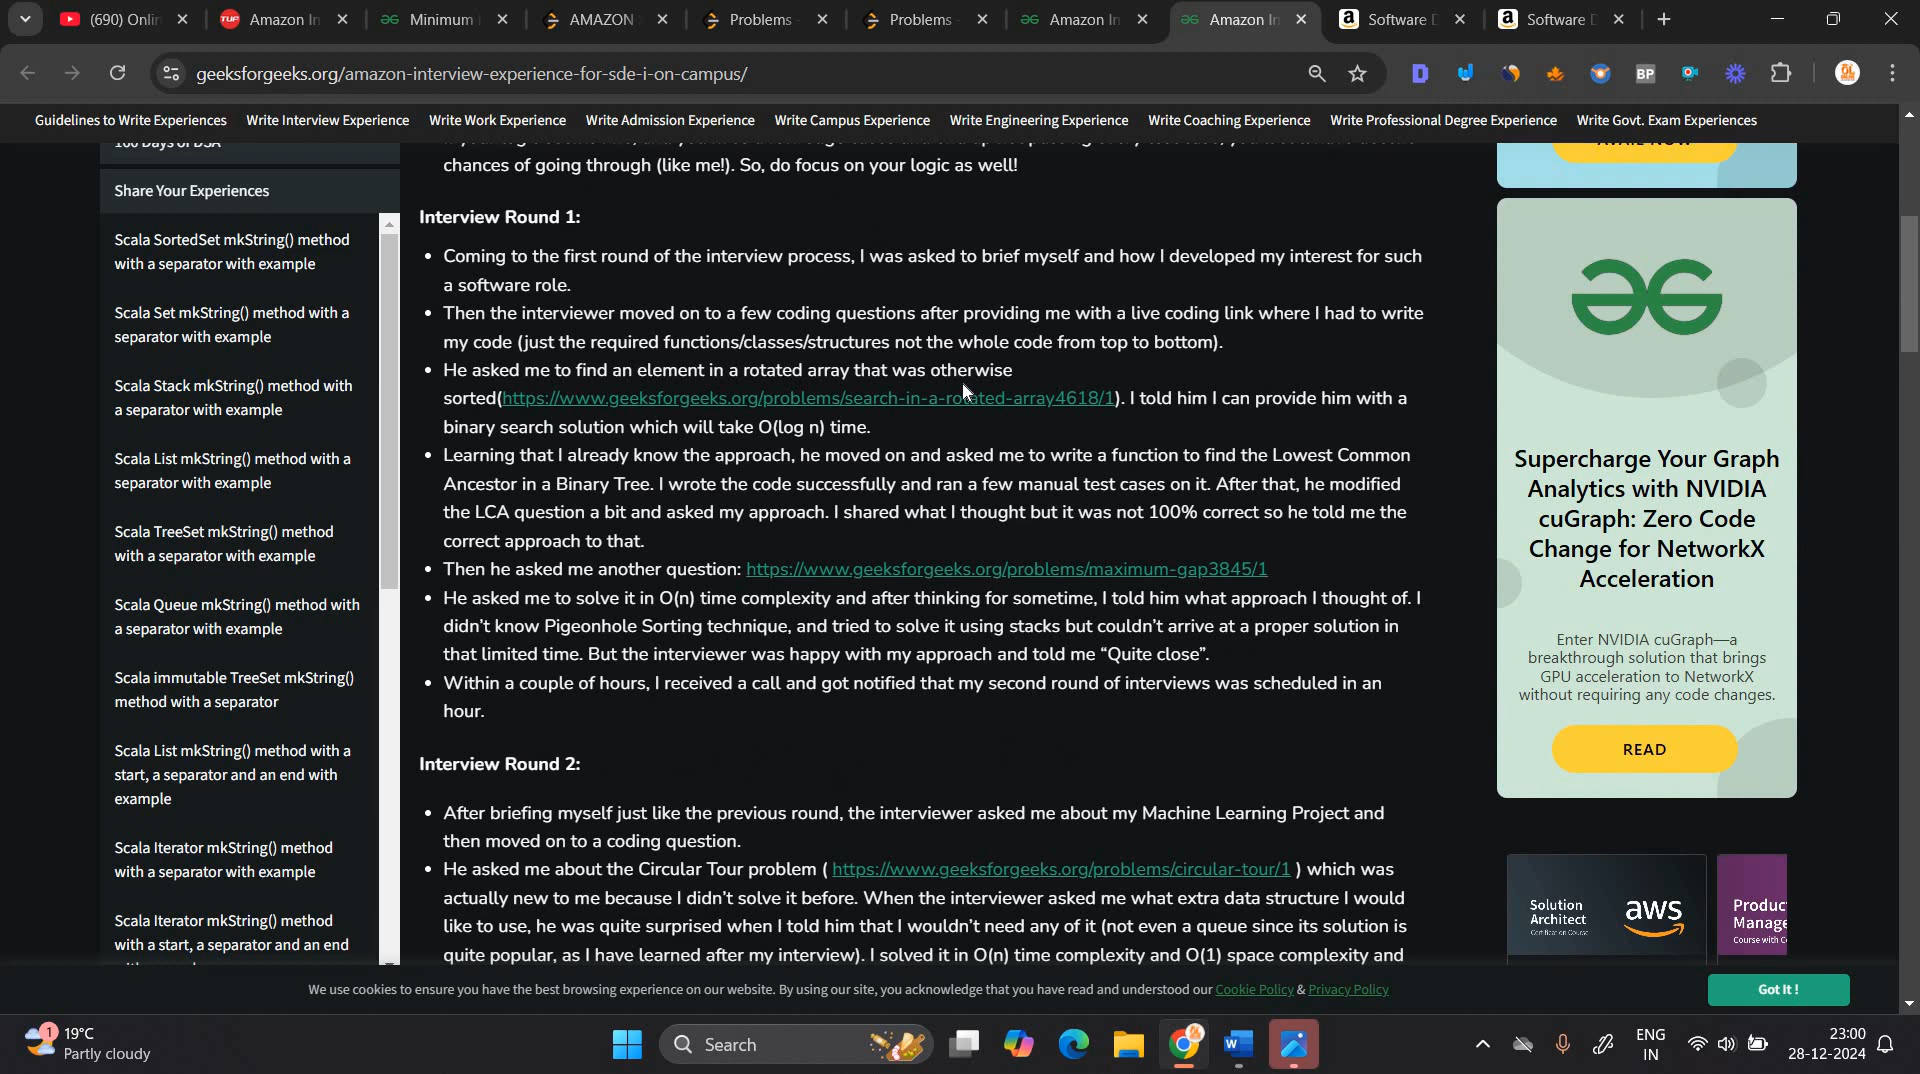 (690) Onli
Amazon In
Minimum
AMAZON
Problems
Problems
Amazon In
Amazon In
Software D
Software D
geeksforgeeks.org/amazon-interview-experience-for-sde-i-on-campus/
Guidelines to Write Experiences
Write Interview Experience
Write Work Experience
Write Admission Experience
Write Campus Experience
Write Engineering Experience
Write Coaching Experience
Write Professional Degree Experience
Write Govt. Exam Experiences
Share Your Experiences
Scala SortedSet mkString() method
with a separator with example
Scala Set mkString() method with a
separator with example
Scala Stack mkString() method with
a separator with example
Scala List mkString() method with a
separator with example
Scala TreeSet mkString() method
with a separator with example
Scala Queue mkString() method with
a separator with example
Scala immutable TreeSet mkString()
method with a separator
Scala List mkString() method with a
start, a separator and an end with
example
Scala Iterator mkString() method
with a separator with example
Scala Iterator mkString() method
with a start, a separator and an end
chances of going through (like me!). So, do focus on your logic as well!
Interview Round 1:
• Coming to the first round of the interview process, I was asked to brief myself and how I developed my interest for such
a software role.
• Then the interviewer moved on to a few coding questions after providing me with a live coding link where I had to write
my code (just the required functions/classes/structures not the whole code from top to bottom).
• He asked me to find an element in a rotated array that was otherwise
sorted(https://www.geeksforgeeks.org/problems/search-in-a-rotated-array4618/1). I told him I can provide him with a
binary search solution which will take O(log n) time.
• Learning that I already know the approach, he moved on and asked me to write a function to find the Lowest Common
Ancestor in a Binary Tree. I wrote the code successfully and ran a few manual test cases on it. After that, he modified
the LCA question a bit and asked my approach. I shared what I thought but it was not 100% correct so he told me the
correct approach to that.
• Then he asked me another question: https://www.geeksforgeeks.org/problems/maximum-gap3845/1
• He asked me to solve it in O(n) time complexity and after thinking for sometime, I told him what approach I thought of. I
didn't know Pigeonhole Sorting technique, and tried to solve it using stacks but couldn't arrive at a proper solution in
that limited time. But the interviewer was happy with my approach and told me “Quite close”.
• Within a couple of hours, I received a call and got notified that my second round of interviews was scheduled in an
hour.
Interview Round 2:
• After briefing myself just like the previous round, the interviewer asked me about my Machine Learning Project and
then moved on to a coding question.
• He asked me about the Circular Tour problem ( https://www.geeksforgeeks.org/problems/circular-tour/1 ) which was
actually new to me because I didn't solve it before. When the interviewer asked me what extra data structure I would
like to use, he was quite surprised when I told him that I wouldn't need any of it (not even a queue since its solution is
quite popular, as I have learned after my interview). I solved it in O(n) time complexity and O(1) space complexity and
Supercharge Your Graph
Analytics with NVIDIA
cuGraph: Zero Code
Change for NetworkX
Acceleration
Enter NVIDIA cuGraph—a
breakthrough solution that brings
GPU acceleration to NetworkX
without requiring any code changes.
READ
Solution
Architect
Certification Course
aws
Produc
Manage
Course with C
We use cookies to ensure you have the best browsing experience on our website. By using our site, you acknowledge that you have read and understood our Cookie Policy & Privacy Policy
Got It !
1
19°C
Partly cloudy
Search
ENG
IN
23:00
28-12-2024